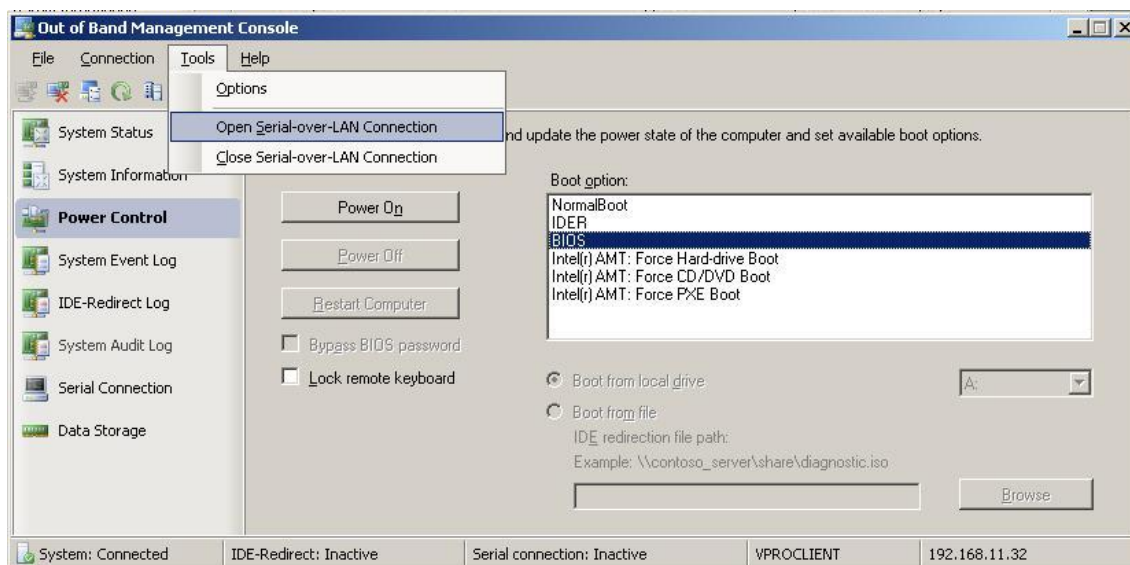 Out of Band Management Console
File Connection Tools Help
Options
Open Serial-over-LAN Connection
Close Serial-over-LAN Connection
System Status
System Information
Power Control
System Event Log
IDE-Redirect Log
System Audit Log
Serial Connection
Data Storage
nd update the power state of the computer and set available boot options.
Power On
Power Off
Restart Computer
Bypass BIOS password
Lock remote keyboard
Boot option:
NormalBoot
IDER
BIOS
Intel(r) AMT: Force Hard-drive Boot
Intel(r) AMT: Force CD/DVD Boot
Intel(r) AMT: Force PXE Boot
Boot from local drive
A:
Boot from file
IDE redirection file path:
Example: \\contoso_server\share\diagnostic.iso
Browse
System: Connected IDE-Redirect: Inactive Serial connection: Inactive VPROCLIENT 192.168.11.32